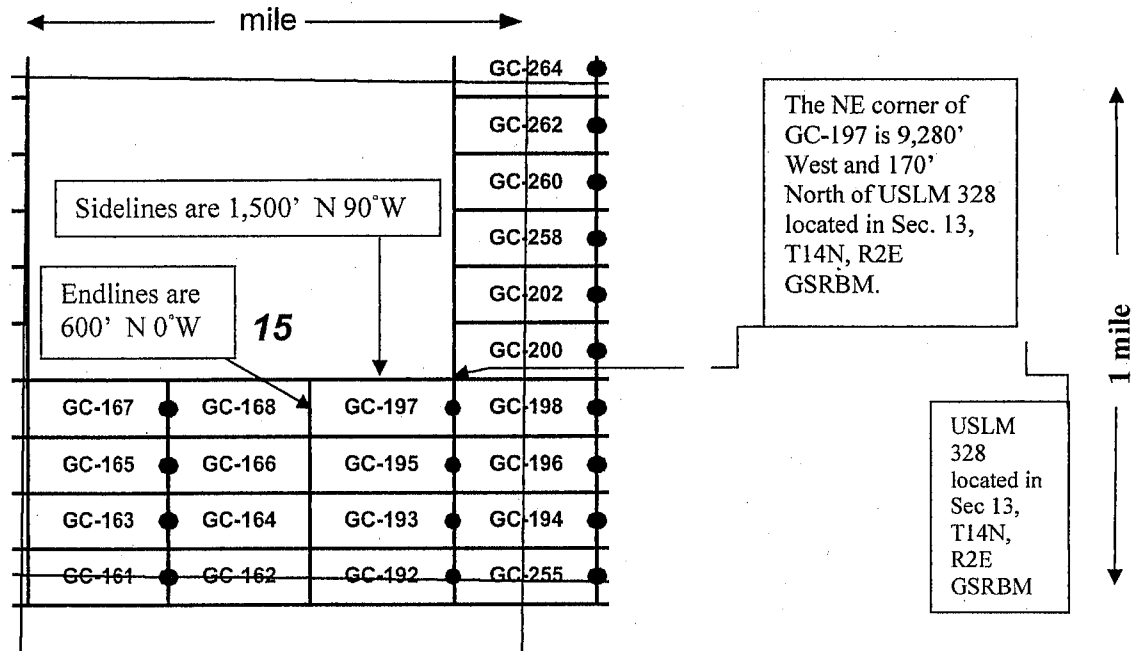 mile
GC-264
GC-262
GC-260
GC-258
GC-202
GC-200
Sidelines are 1,500' N 90°W
Endlines are
600' N 0°W
15
GC-167 GC-168 GC-197 GC-198
GC-165 GC-166 GC-195 GC-196
GC-163 GC-164 GC-193 GC-194
GC-161 GC-162 GC-192 GC-255
The NE corner of
GC-197 is 9,280'
West and 170'
North of USLM 328
located in Sec. 13,
T14N, R2E
GSRBM.
1 mile
USLM
328
located in
Sec 13,
T14N,
R2E
GSRBM